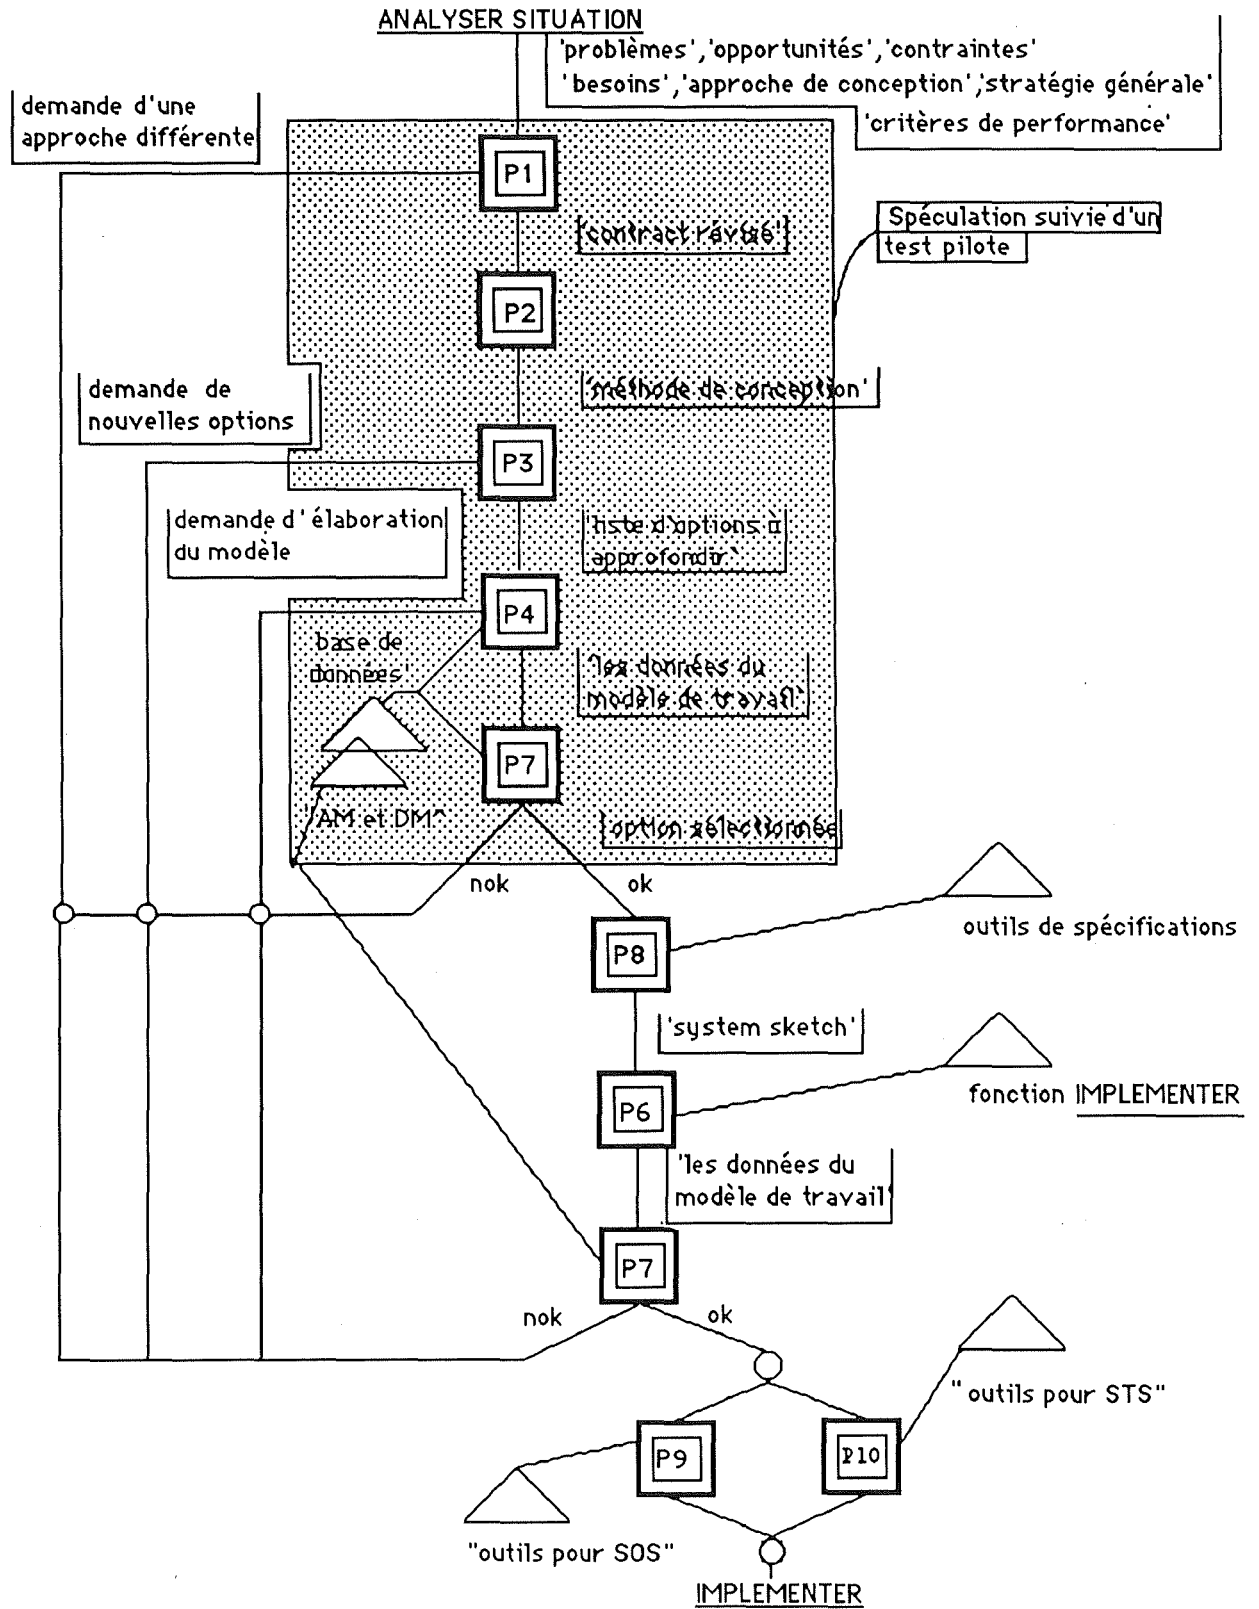 ANALYSER SITUATION
'problèmes','opportunités','contraintes'
'besoins','approche de conception','stratégie générale'
'critères de performance'
demande d'une
approche différente
P1
'contract révisé'
Spéculation suivie d'un
test pilote
P2
demande de
nouvelles options
'méthode de conception'
P3
demande d'élaboration
du modèle
'liste d'options à
approfondir'
P4
'base de
données'
'les données du
modèle de travail'
P7
'AM et DM"
option sélectionnée
nok
ok
P8
outils de spécifications
'system sketch'
P6
fonction IMPLEMENTER
'les données du
modèle de travail'
P7
nok
ok
"outils pour STS"
P9
P10
"outils pour SOS"
IMPLEMENTER